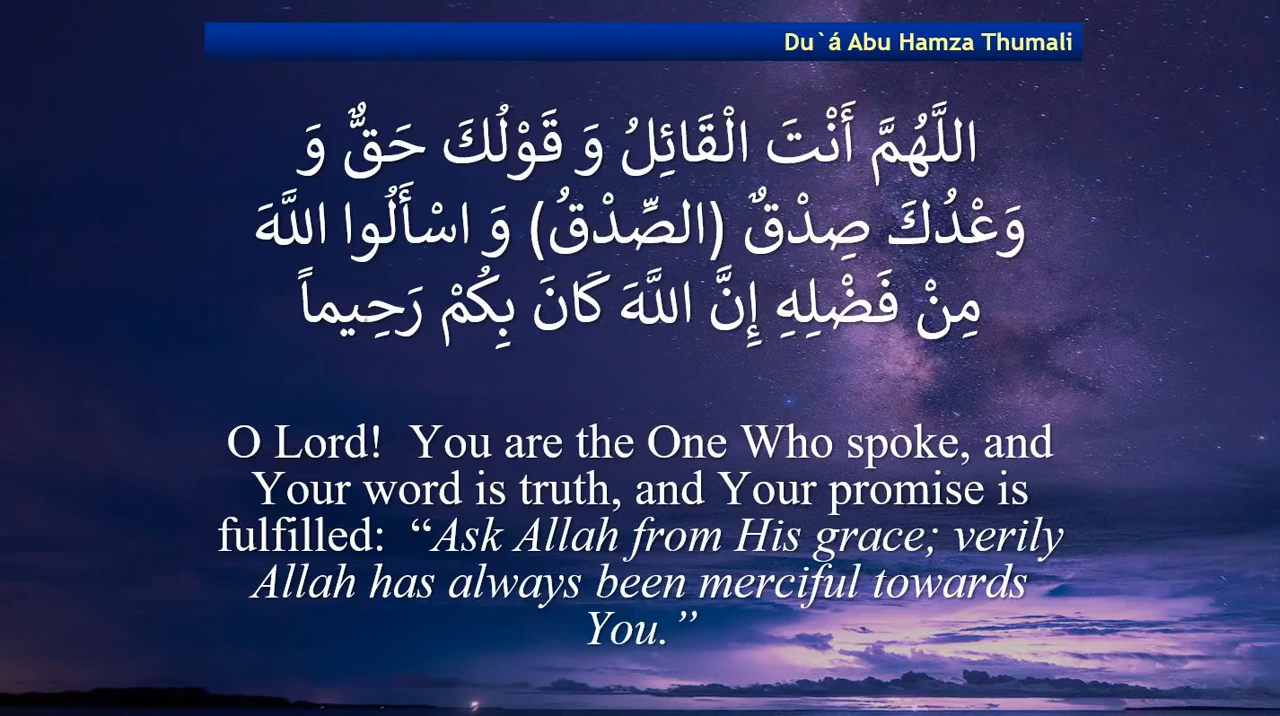 Du`á Abu Hamza Thumali
اللَّهُمَّ أَنْتَ الْقَائِلُ وَ قَوْلُكَ حَقٌّ وَ
وَعْدُكَ صِدْقٌ (الصِّدْقُ) وَ اسْأَلُوا اللَّهَ
مِنْ فَضْلِهِ إِنَّ اللَّهَ كَانَ بِكُمْ رَحِيماً
O Lord!  You are the One Who spoke, and
Your word is truth, and Your promise is
fulfilled:  “Ask Allah from His grace; verily
Allah has always been merciful towards
You.”